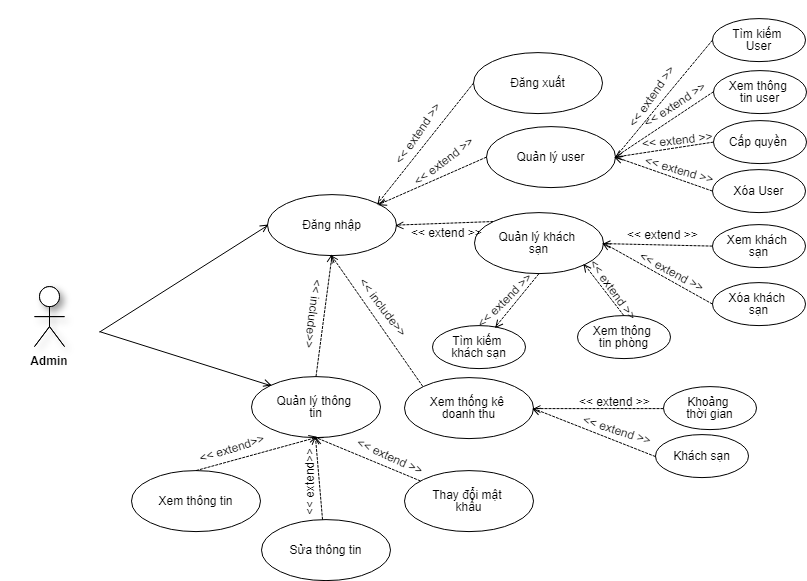 Tìm kiếm
User
<< extend >>
Đăng xuất
<< extend >>
Xem thông
tin user
<< extend >>
<< extend >>
Cấp quyền
<< extend >>
Quản lý user
<< extend >>
<< extend >>
Xóa User
Đăng nhập
<< extend >>
Quản lý khách
sạn
<< extend >>
Xem khách
sạn
<< extend >>
<< extend >>
<< extend >>
Xóa khách
sạn
<< include>>
<< include>>
Tìm kiếm
khách sạn
Xem thông
tin phòng
Admin
Quản lý thông
tin
Xem thống kê
doanh thu
<< extend >>
Khoảng
thời gian
<< extend >>
Khách sạn
<< extend>>
> > extend<<
<< extend >>
Xem thông tin
Thay đổi mật
khẩu
Sửa thông tin